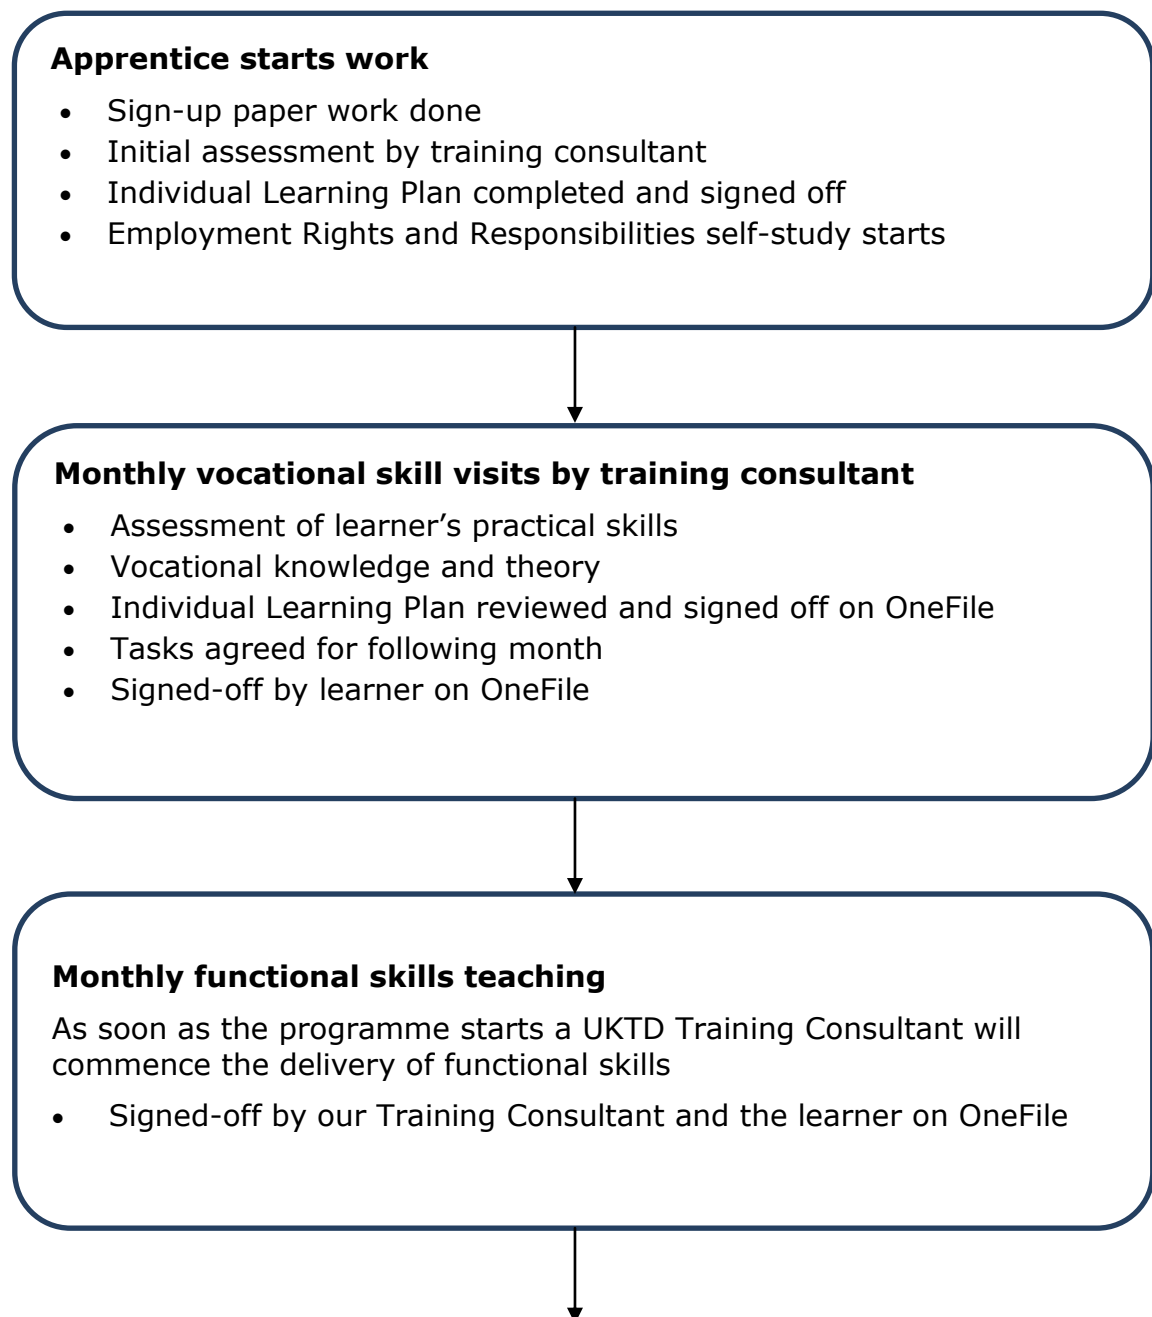 Apprentice starts work
• Sign-up paper work done
• Initial assessment by training consultant
• Individual Learning Plan completed and signed off
• Employment Rights and Responsibilities self-study starts
Monthly vocational skill visits by training consultant
• Assessment of learner’s practical skills
• Vocational knowledge and theory
• Individual Learning Plan reviewed and signed off on OneFile
• Tasks agreed for following month
• Signed-off by learner on OneFile
Monthly functional skills teaching
As soon as the programme starts a UKTD Training Consultant will
commence the delivery of functional skills
• Signed-off by our Training Consultant and the learner on OneFile